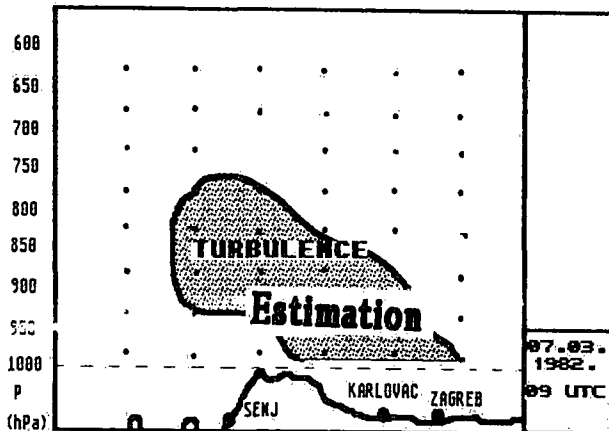 600
650
700
750
800
850
900
950
1000
P
(hPa)
TURBULENCE
Estimation
SENJ
KARLOVAC
ZAGREB
07.03.
1982.
09 UTC